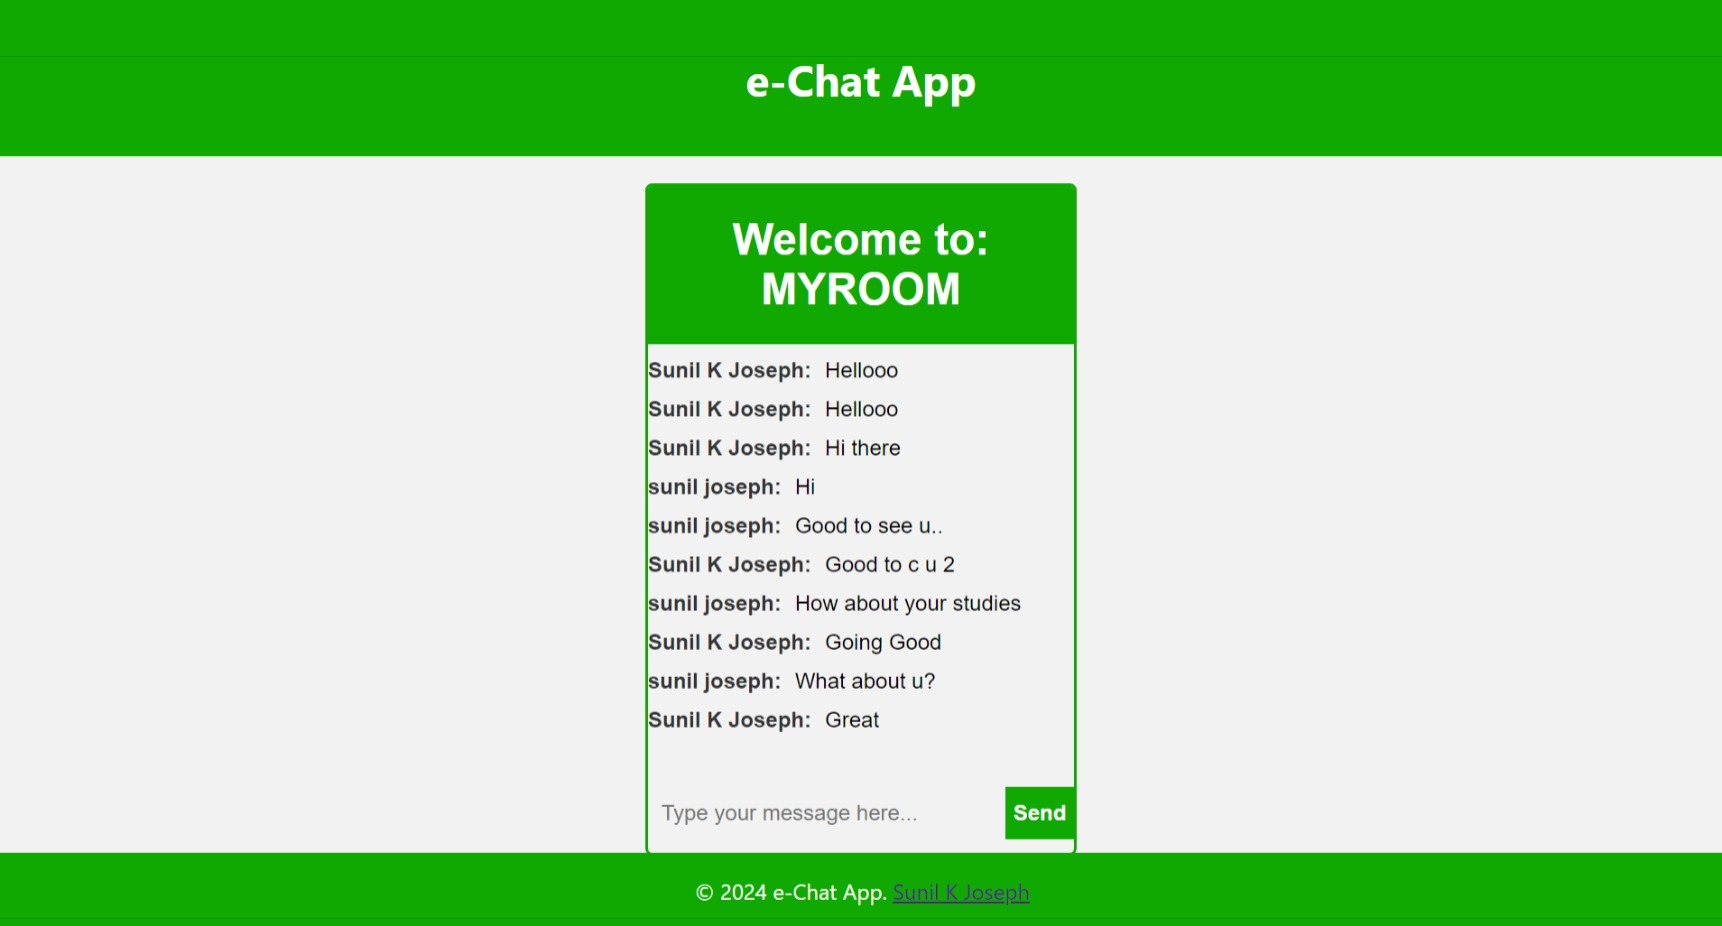 e-Chat App
Welcome to:
MYROOM
Sunil K Joseph: Hellooo
Sunil K Joseph: Hellooo
Sunil K Joseph: Hi there
sunil joseph: Hi
sunil joseph: Good to see u..
Sunil K Joseph: Good to c u 2
sunil joseph: How about your studies
Sunil K Joseph: Going Good
sunil joseph: What about u?
Sunil K Joseph: Great
Type your message here... Send
© 2024 e-Chat App. Sunil K Joseph